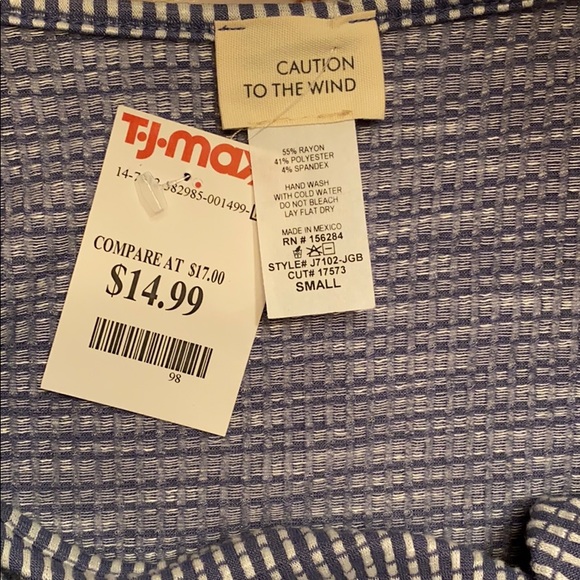 CAUTION
TO THE WIND
T.J.max
COMPARE AT $17.00
$14.99
98
55% RAYON
41% POLYESTER
4% SPANDEX
HAND WASH
WITH COLD WATER
DO NOT BLEACH
LAY FLAT DRY
MADE IN MEXICO
RN # 156284
STYLE# J7102-JGB
CUT# 17573
SMALL